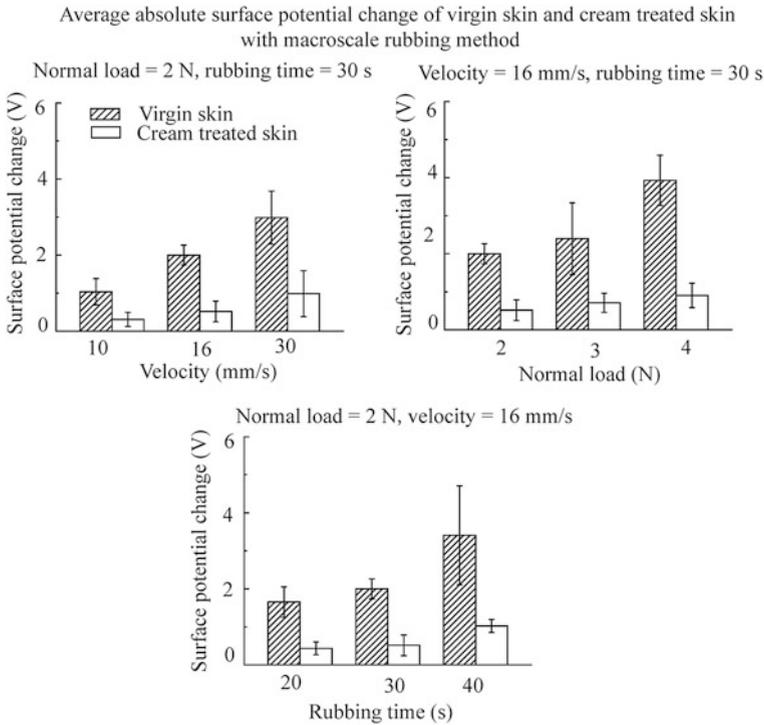 Average absolute surface potential change of virgin skin and cream treated skin
with macroscale rubbing method
Normal load = 2 N, rubbing time = 30 s
Surface potential change (V)
6
4
2
0
Virgin skin
Cream treated skin
10 16 30
Velocity (mm/s)
Velocity = 16 mm/s, rubbing time = 30 s
Surface potential change (V)
6
4
2
0
2 3 4
Normal load (N)
Normal load = 2 N, velocity = 16 mm/s
Surface potential change (V)
6
4
2
0
20 30 40
Rubbing time (s)